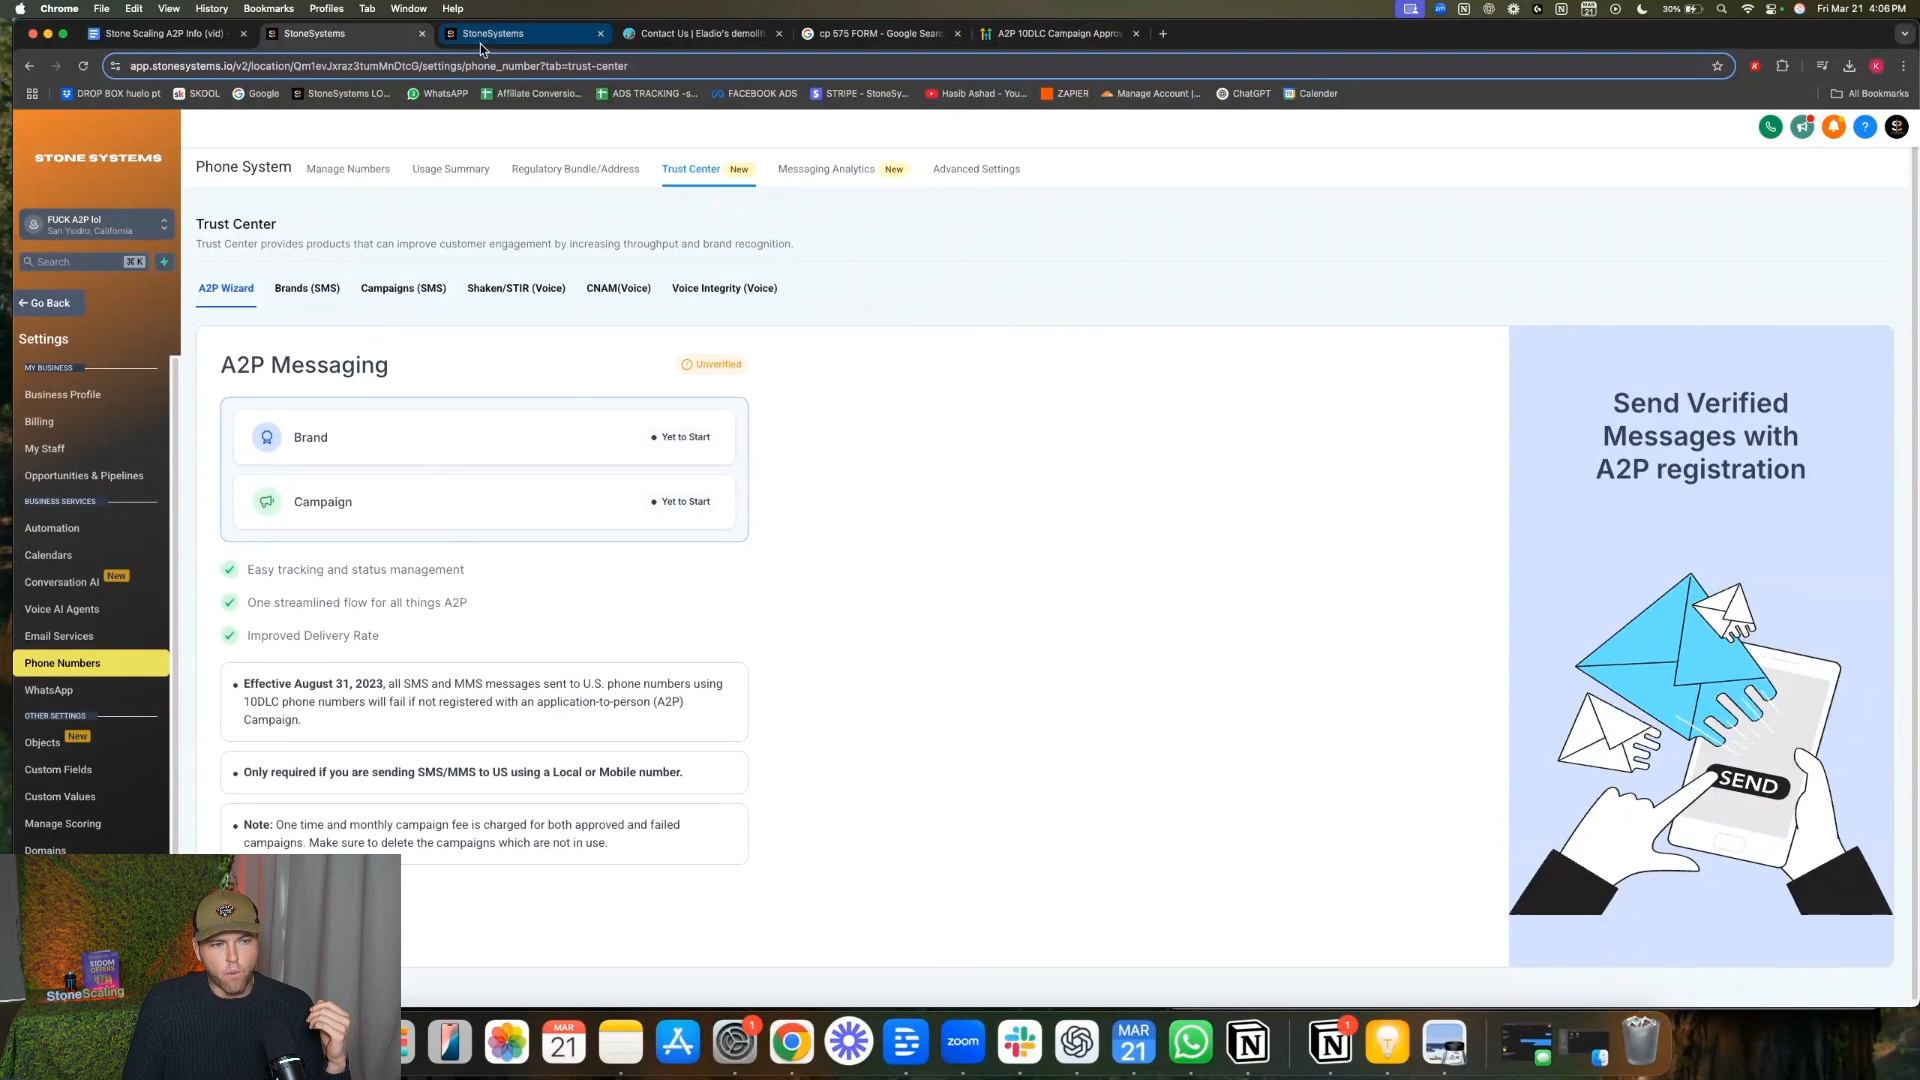 Chrome File Edit View History Bookmarks Profiles Tab Window Help
MAR 21
30%
Fri Mar 21 4:06 PM
Stone Scaling A2P Info (vid)
StoneSystems
StoneSystems
Contact Us | Eladio's demoliti
cp 575 FORM - Google Searc
A2P 10DLC Campaign Approv
app.stonesystems.io/v2/location/Qm1evJxraz3tumMnDtcG/settings/phone_number?tab=trust-center
K
K
DROP BOX huelo pt
SKOOL
Google
StoneSystems LO...
WhatsAPP
Affiliate Conversio...
ADS TRACKING -s...
FACEBOOK ADS
STRIPE - StoneSy...
Hasib Ashad - You...
ZAPIER
Manage Account |...
ChatGPT
Calender
All Bookmarks
STONE SYSTEMS
FUCK A2P lol
San Ysidro, California
Search ⌘ K
Go Back
Settings
MY BUSINESS
Business Profile
Billing
My Staff
Opportunities & Pipelines
BUSINESS SERVICES
Automation
Calendars
Conversation AI New
Voice AI Agents
Email Services
Phone Numbers
WhatsApp
OTHER SETTINGS
Objects New
Custom Fields
Custom Values
Manage Scoring
Domains
Phone System
Manage Numbers
Usage Summary
Regulatory Bundle/Address
Trust Center New
Messaging Analytics New
Advanced Settings
Trust Center
Trust Center provides products that can improve customer engagement by increasing throughput and brand recognition.
A2P Wizard
Brands (SMS)
Campaigns (SMS)
Shaken/STIR (Voice)
CNAM(Voice)
Voice Integrity (Voice)
A2P Messaging
Unverified
Brand
• Yet to Start
Campaign
• Yet to Start
Easy tracking and status management
One streamlined flow for all things A2P
Improved Delivery Rate
• Effective August 31, 2023, all SMS and MMS messages sent to U.S. phone numbers using
10DLC phone numbers will fail if not registered with an application-to-person (A2P)
Campaign.
• Only required if you are sending SMS/MMS to US using a Local or Mobile number.
• Note: One time and monthly campaign fee is charged for both approved and failed
campaigns. Make sure to delete the campaigns which are not in use.
Send Verified
Messages with
A2P registration
SEND
$100M
OFFERS
StoneScaling
MAR
21
1
zoom
MAR
21
1